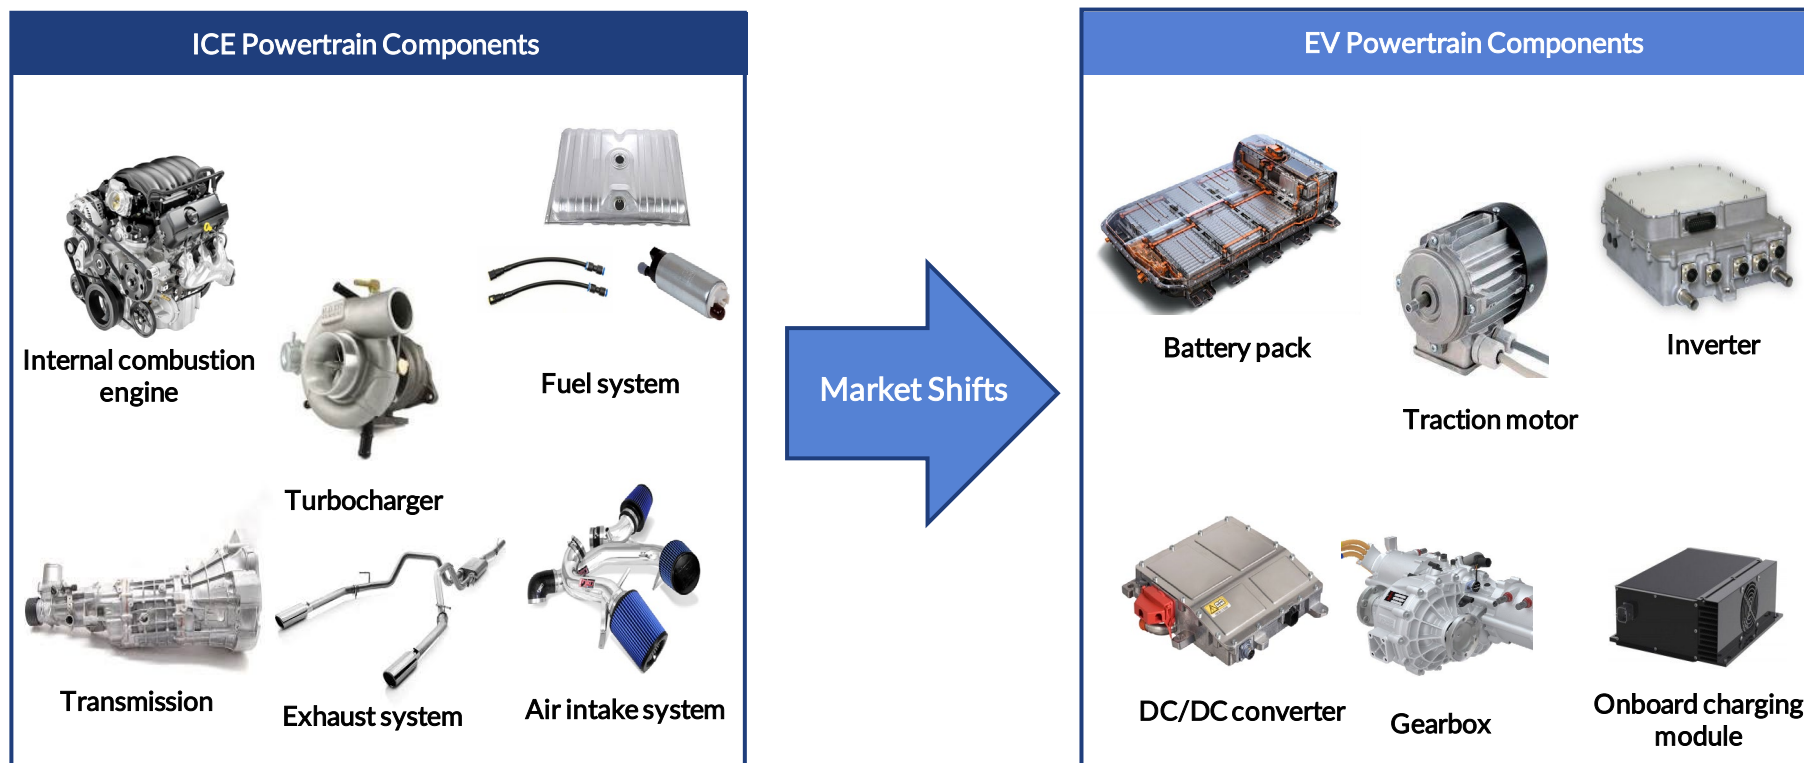 ICE Powertrain Components
EV Powertrain Components
Internal combustion
engine
Turbocharger
Fuel system
Transmission
Exhaust system
Air intake system
Market Shifts
Battery pack
Traction motor
Inverter
DC/DC converter
Gearbox
Onboard charging
module